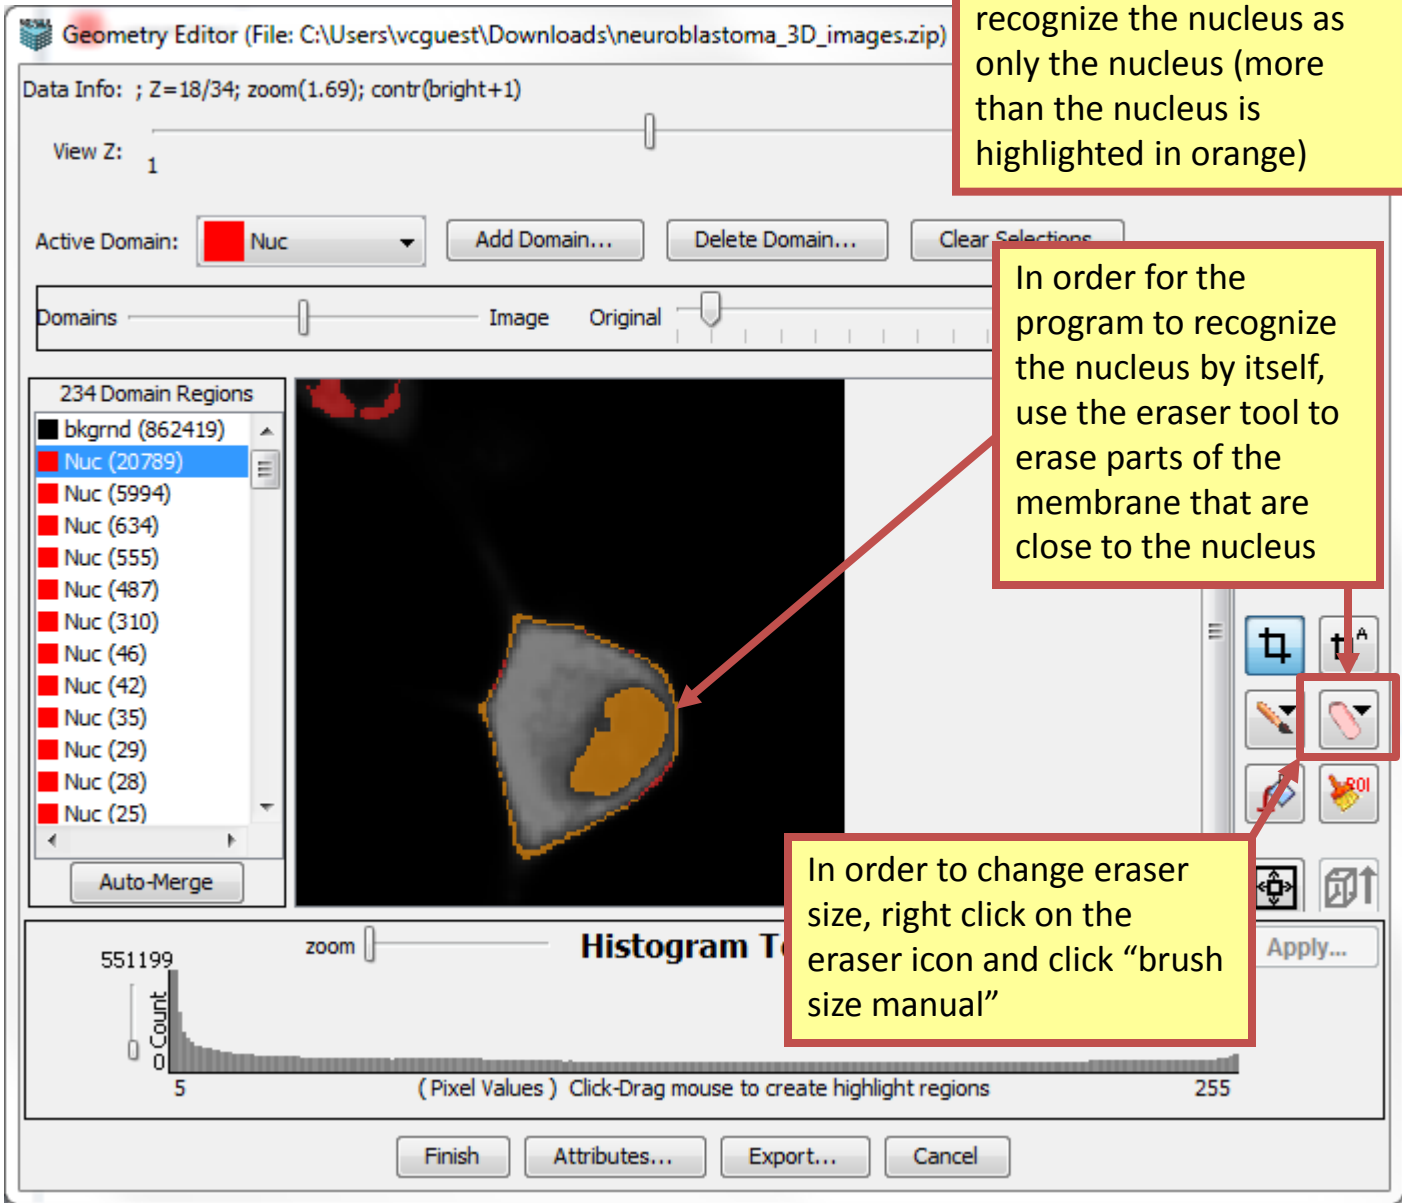 Geometry Editor (File: C:\Users\vcguest\Downloads\neuroblastoma_3D_images.zip)
recognize the nucleus as
only the nucleus (more
than the nucleus is
highlighted in orange)
Data Info: ; Z=18/34; zoom(1.69); contr(bright+1)
View Z:
1
Active Domain:
Nuc
Add Domain...
Delete Domain...
Clear Selections
In order for the
program to recognize
the nucleus by itself,
use the eraser tool to
erase parts of the
membrane that are
close to the nucleus
Domains
Image
Original
234 Domain Regions
bkgrnd (862419)
Nuc (20789)
Nuc (5994)
Nuc (634)
Nuc (555)
Nuc (487)
Nuc (310)
Nuc (46)
Nuc (42)
Nuc (35)
Nuc (29)
Nuc (28)
Nuc (25)
Auto-Merge
A
ROI
In order to change eraser
size, right click on the
eraser icon and click “brush
size manual”
zoom
Histogram
Apply...
551199
Count
0
5
( Pixel Values ) Click-Drag mouse to create highlight regions
255
Finish
Attributes...
Export...
Cancel